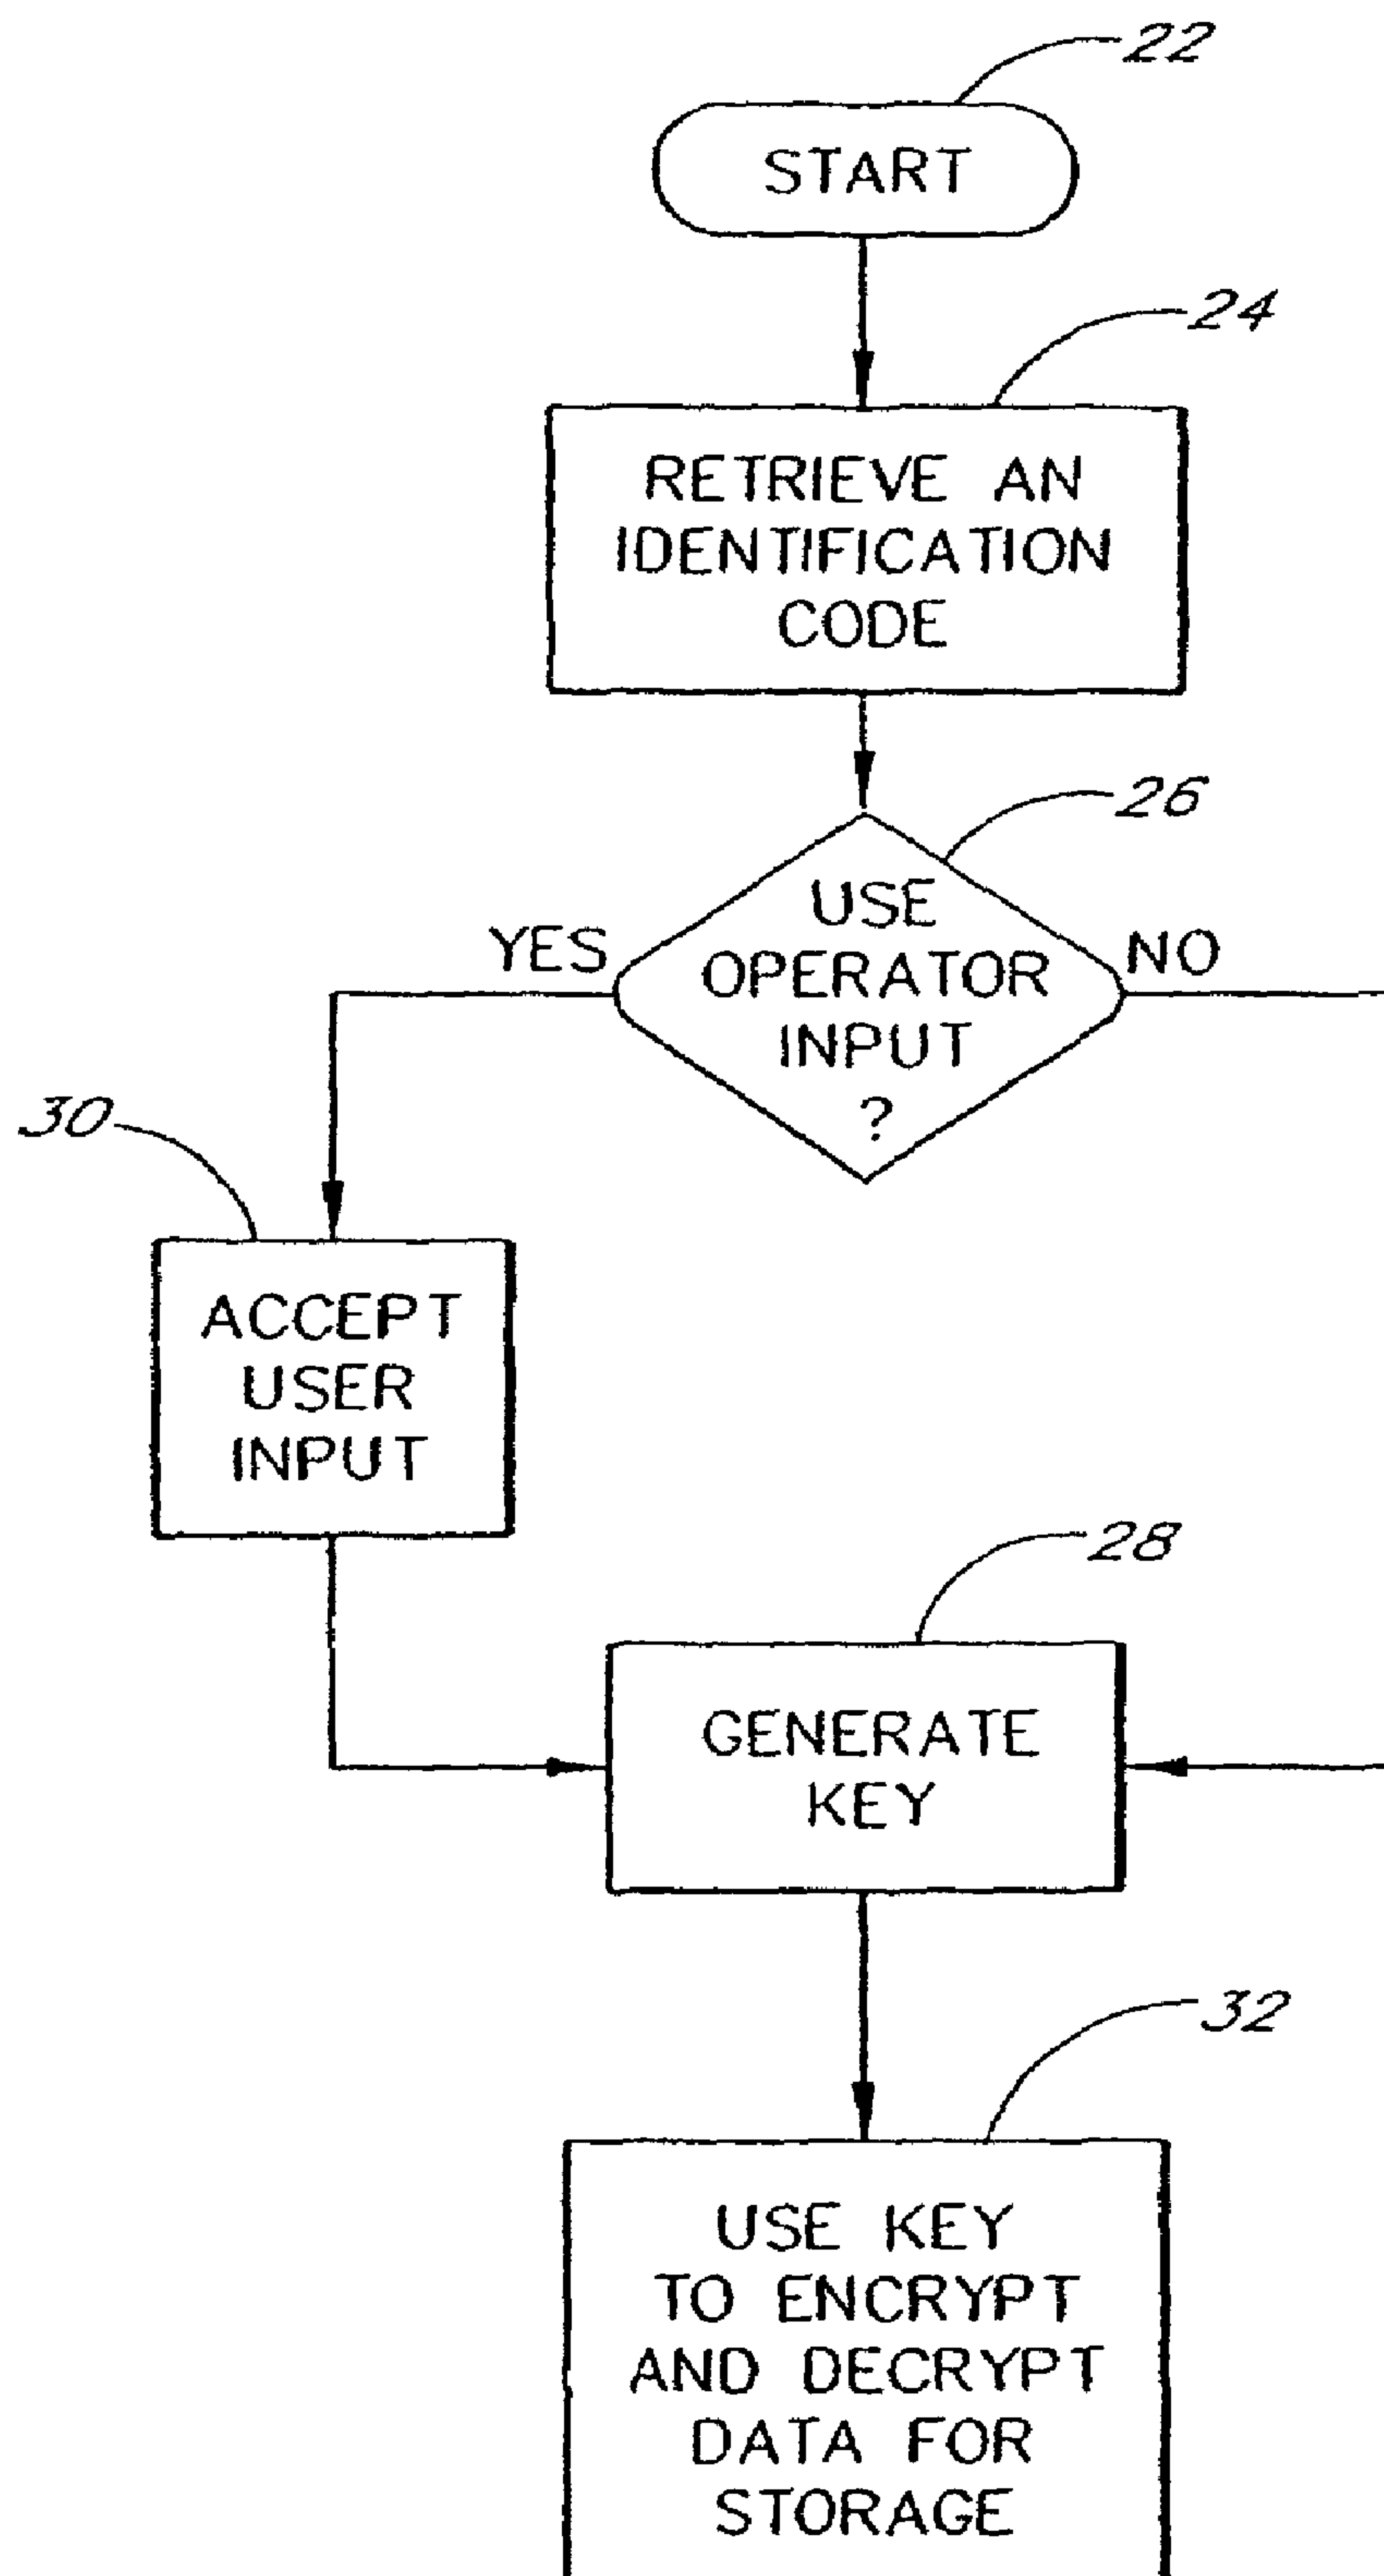 22
START
24
RETRIEVE AN
IDENTIFICATION
CODE
26
USE
OPERATOR
INPUT
?
YES
NO
30
ACCEPT
USER
INPUT
28
GENERATE
KEY
32
USE KEY
TO ENCRYPT
AND DECRYPT
DATA FOR
STORAGE